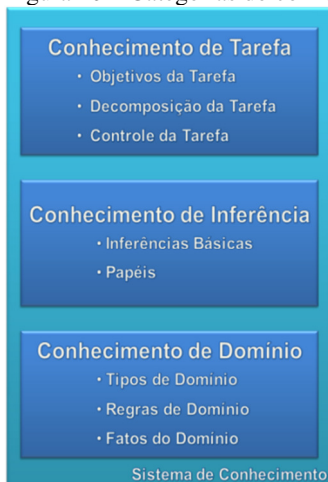 Conhecimento de Tarefa
• Objetivos da Tarefa
• Decomposição da Tarefa
• Controle da Tarefa
Conhecimento de Inferência
• Inferências Básicas
• Papéis
Conhecimento de Domínio
• Tipos de Domínio
• Regras de Domínio
• Fatos do Domínio
Sistema de Conhecimento